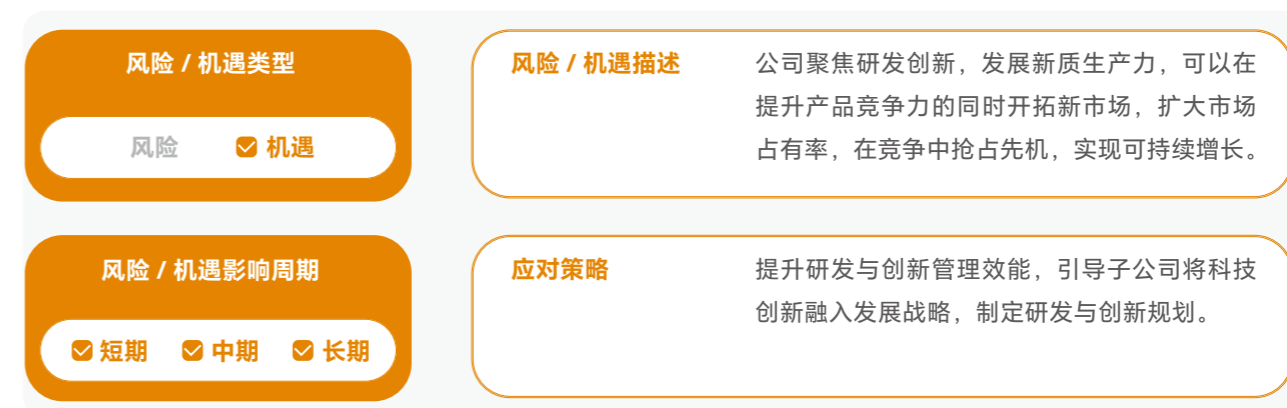 风险 / 机遇类型
风险 机遇
风险 / 机遇描述
公司聚焦研发创新，发展新质生产力，可以在
提升产品竞争力的同时开拓新市场，扩大市场
占有率，在竞争中抢占先机，实现可持续增长。
风险 / 机遇影响周期
短期 中期 长期
应对策略
提升研发与创新管理效能，引导子公司将科技
创新融入发展战略，制定研发与创新规划。